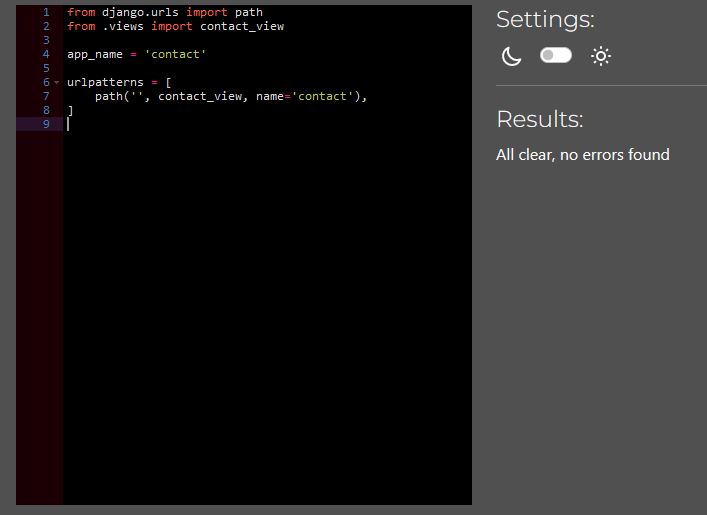 1 from django.urls import path
2 from .views import contact_view
3
4 app_name = 'contact'
5
6 urlpatterns = [
7     path('', contact_view, name='contact'),
8 ]
9
Settings:
Results:
All clear, no errors found